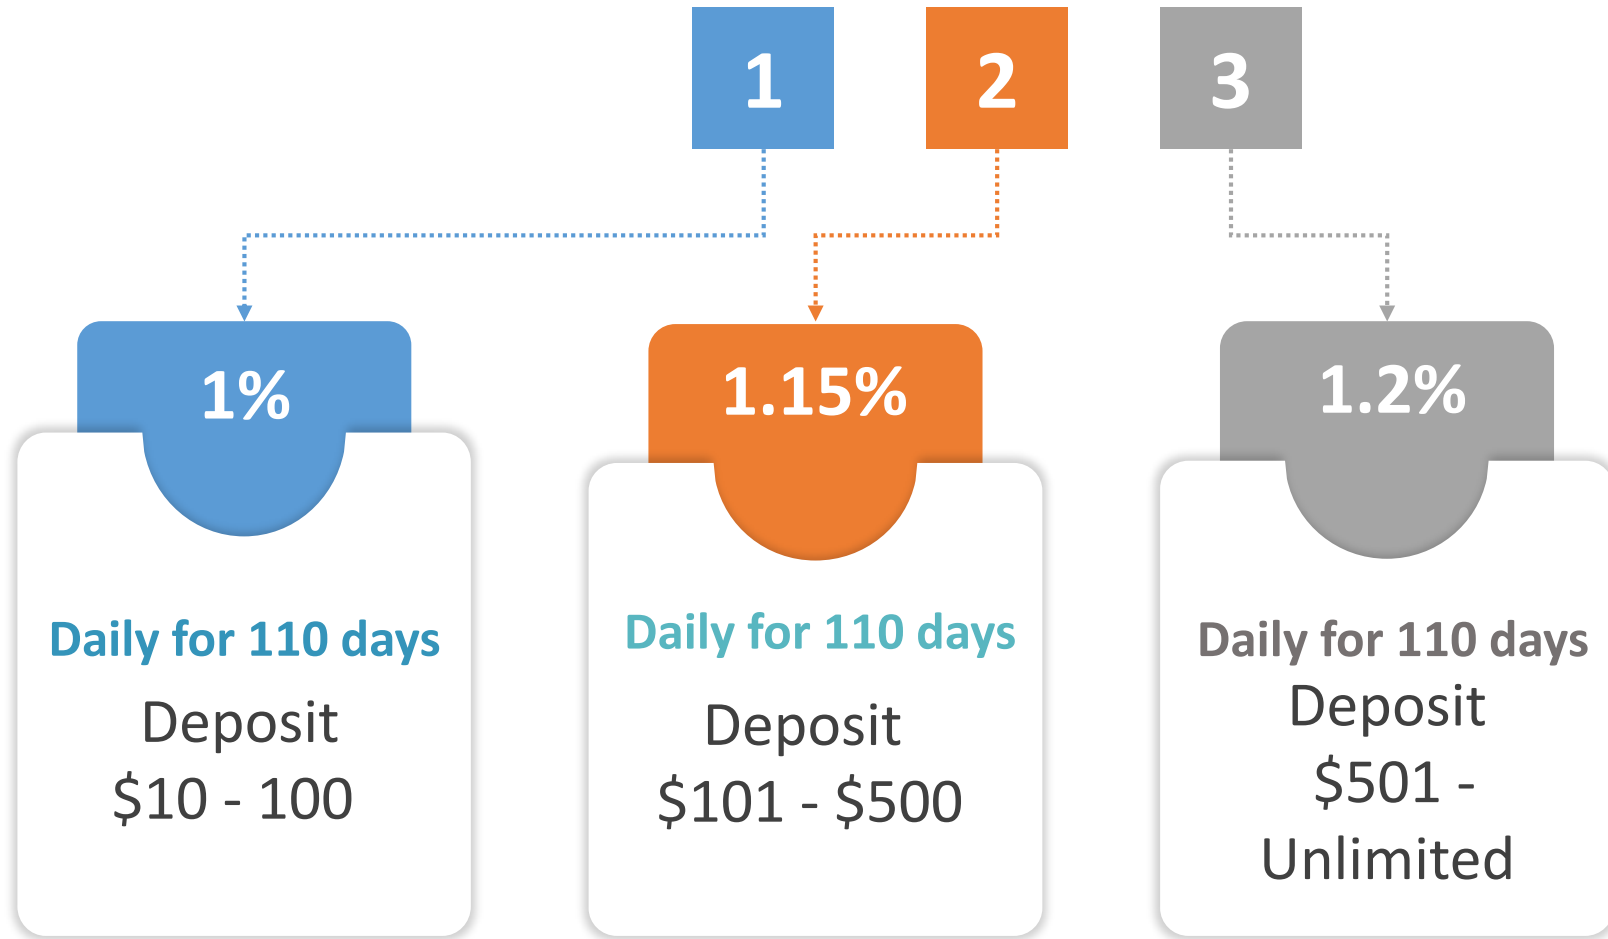 1
2
3
1%
Daily for 110 days
Deposit
$10 - 100
1.15%
Daily for 110 days
Deposit
$101 - $500
1.2%
Daily for 110 days
Deposit
$501 -
Unlimited